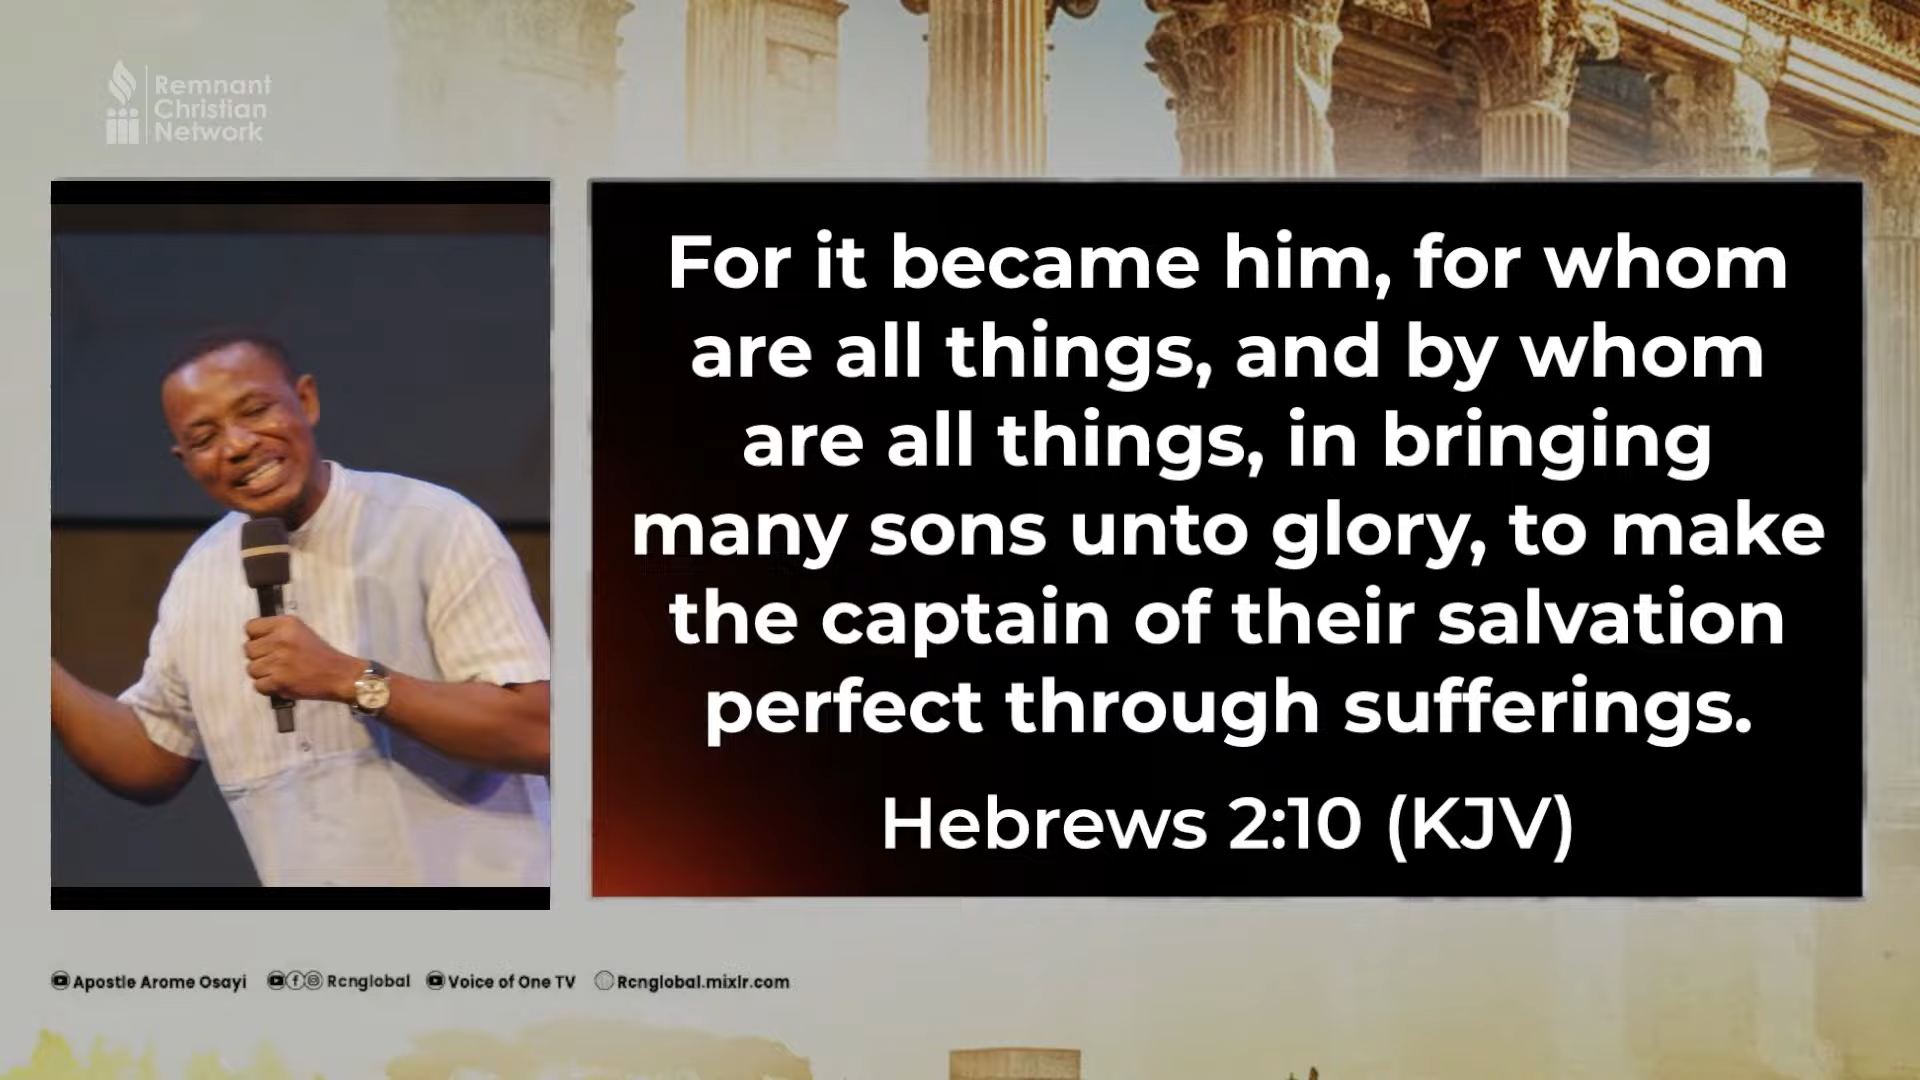 Remnant
Christian
Network
For it became him, for whom
are all things, and by whom
are all things, in bringing
many sons unto glory, to make
the captain of their salvation
perfect through sufferings.
Hebrews 2:10 (KJV)
Apostle Arome Osayi Rcnglobal Voice of One TV Rcnglobal.mixlr.com